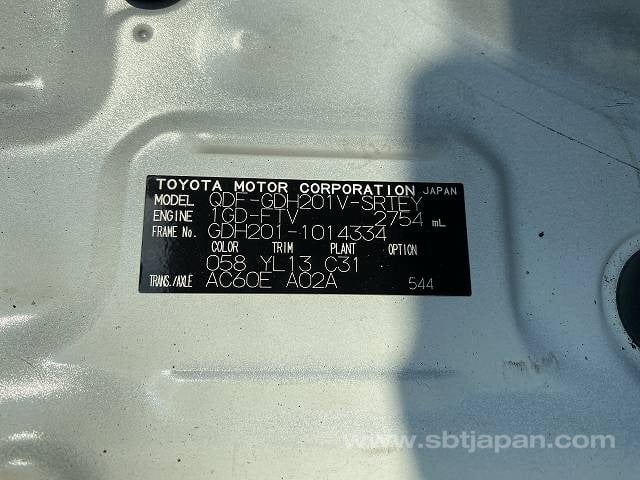 TOYOTA MOTOR CORPORATION JAPAN
MODEL QDF-GDH201V-SRTEY
ENGINE 1GD-FTV 2754 mL
FRAME No. GDH201-1014334
COLOR TRIM PLANT OPTION
058 YL13 C31
TRANS./AXLE AC60E A02A 544
www.sbtjapan.com